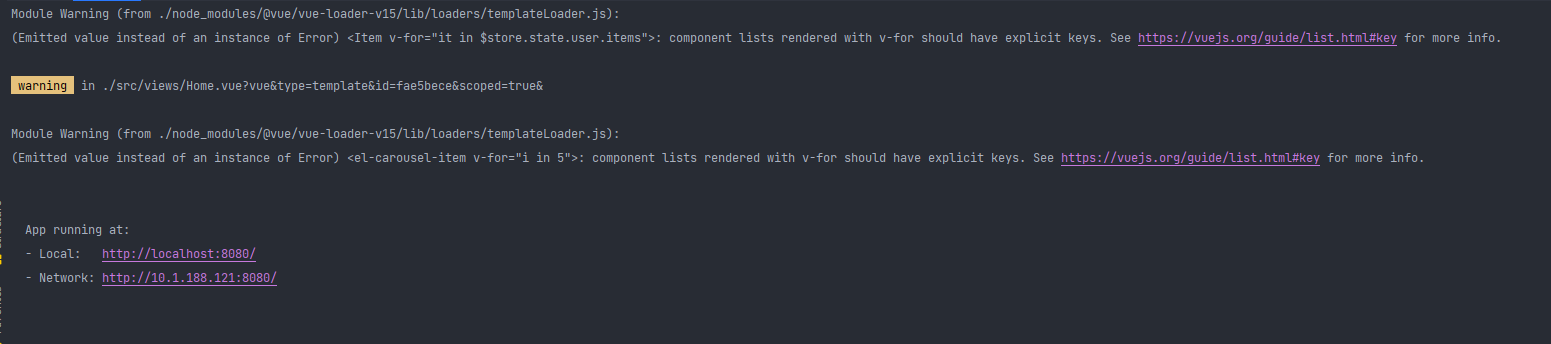 Module Warning (from ./node_modules/@vue/vue-loader-v15/lib/loaders/templateLoader.js):
(Emitted value instead of an instance of Error) <Item v-for="it in $store.state.user.items">: component lists rendered with v-for should have explicit keys. See https://vuejs.org/guide/list.html#key for more info.
warning in ./src/views/Home.vue?vue&type=template&id=fae5bece&scoped=true&
Module Warning (from ./node_modules/@vue/vue-loader-v15/lib/loaders/templateLoader.js):
(Emitted value instead of an instance of Error) <el-carousel-item v-for="i in 5">: component lists rendered with v-for should have explicit keys. See https://vuejs.org/guide/list.html#key for more info.
App running at:
- Local: http://localhost:8080/
- Network: http://10.1.188.121:8080/